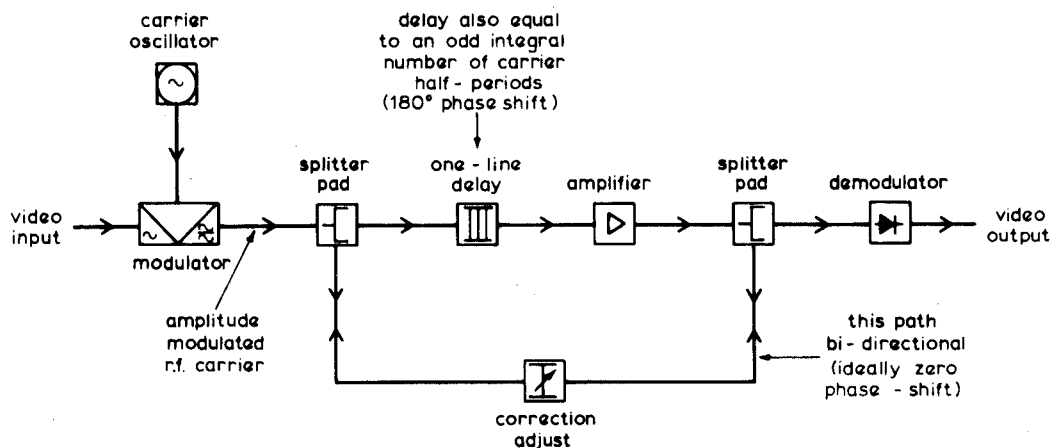 carrier
oscillator
delay also equal
to an odd integral
number of carrier
half - periods
(180° phase shift)
splitter
pad
one - line
delay
amplifier
splitter
pad
demodulator
video
input
video
output
modulator
amplitude
modulated
r.f. carrier
this path
bi - directional
(ideally zero
phase - shift)
correction
adjust